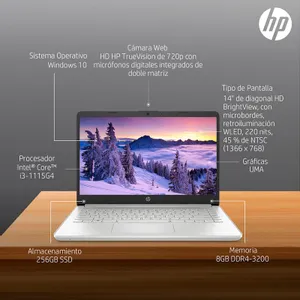 hp
Cámara Web
HD HP TrueVision de 720p con
micrófonos digitales integrados de
doble matriz
Sistema Operativo
Windows 10
Tipo de Pantalla
14" de diagonal HD
BrightView, con
microbordes,
retroiluminación
WLED, 220 nits,
45 % de NTSC
(1366 x 768)
Procesador
Intel® Core™
i3-1115G4
Gráficas
UMA
Almacenamiento
256GB SSD
Memoria
8GB DDR4-3200